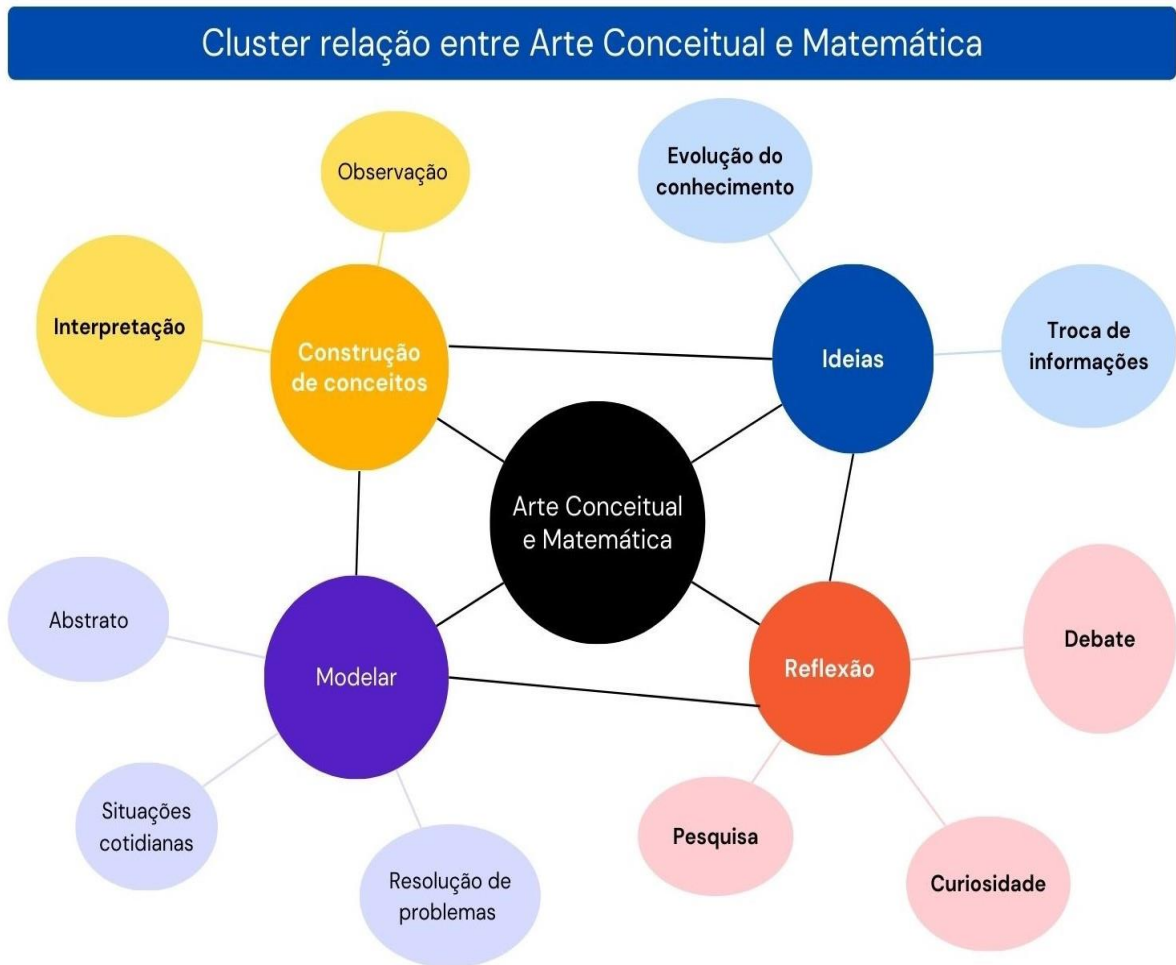 Cluster relação entre Arte Conceitual e Matemática
Observação
Evolução do
conhecimento
Interpretação
Construção
de conceitos
Ideias
Troca de
informações
Arte Conceitual
e Matemática
Abstrato
Modelar
Reflexão
Debate
Situações
cotidianas
Resolução de
problemas
Pesquisa
Curiosidade